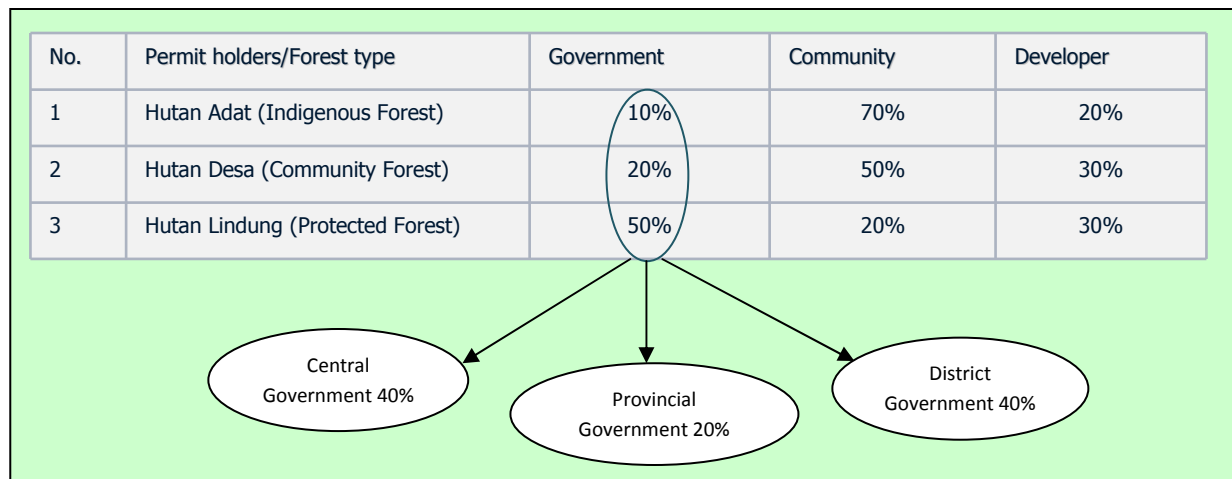 No. Permit holders/Forest type Government Community Developer
1 Hutan Adat (Indigenous Forest) 10% 70% 20%
2 Hutan Desa (Community Forest) 20% 50% 30%
3 Hutan Lindung (Protected Forest) 50% 20% 30%
Central
Government 40%
Provincial
Government 20%
District
Government 40%